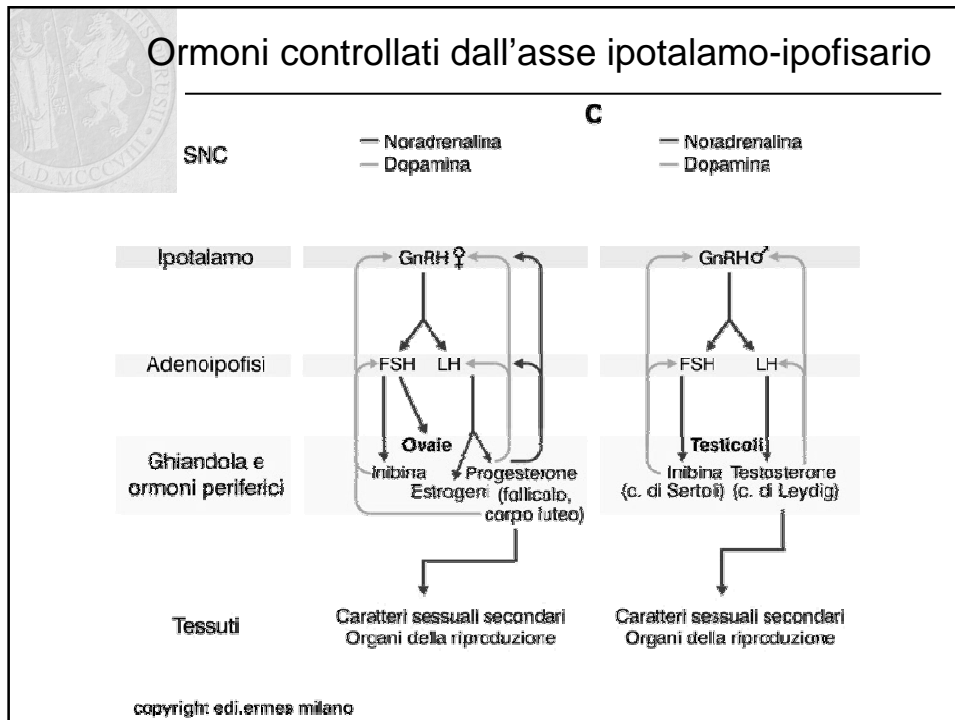 Ormoni controllati dall'asse ipotalamo-ipofisario
C
SNC
Noradrenalina
Dopamina
Noradrenalina
Dopamina
Ipotalamo
GnRH ♀
GnRH ♂
Adenoipofisi
FSH LH
FSH LH
Ghiandola e
ormoni periferici
Ovaie
Inibina
Progesterone
Estrogeni
(follicolo,
corpo luteo)
Testicoli
Inibina Testosterone
(c. di Sertoli) (c. di Leydig)
Tessuti
Caratteri sessuali secondari
Organi della riproduzione
Caratteri sessuali secondari
Organi della riproduzione
copyright edi.ermes milano
A.D.MCCCVIII